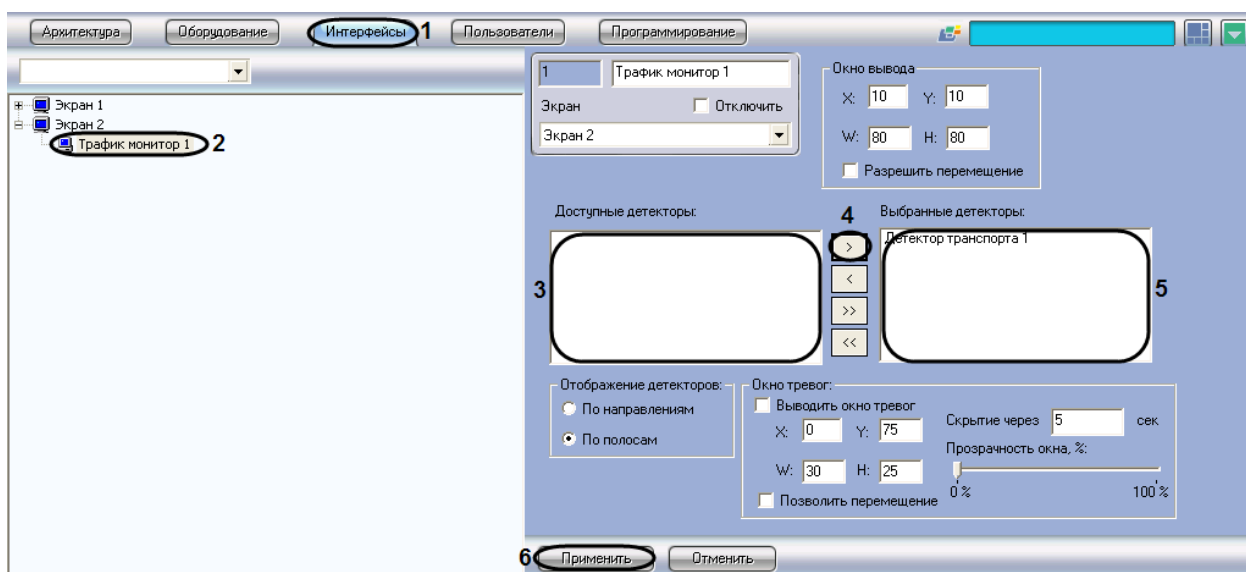 Архитектура Оборудование Интерфейсы 1 Пользователи Программирование
1 Трафик монитор 1
Экран Отключить
Экран 2
Окно вывода
X: 10 Y: 10
W: 80 H: 80
Разрешить перемещение
Экран 1
Экран 2
Трафик монитор 1 2
Доступные детекторы: 4 Выбранные детекторы:
Детектор транспорта 1
>
<
>>
<<
3
5
Отображение детекторов:
По направлениям
По полосам
Окно тревог:
Выводить окно тревог
X: 0 Y: 75
W: 30 H: 25
Позволить перемещение
Скрытие через 5 сек
Прозрачность окна, %:
0 % 100 %
6 Применить Отменить